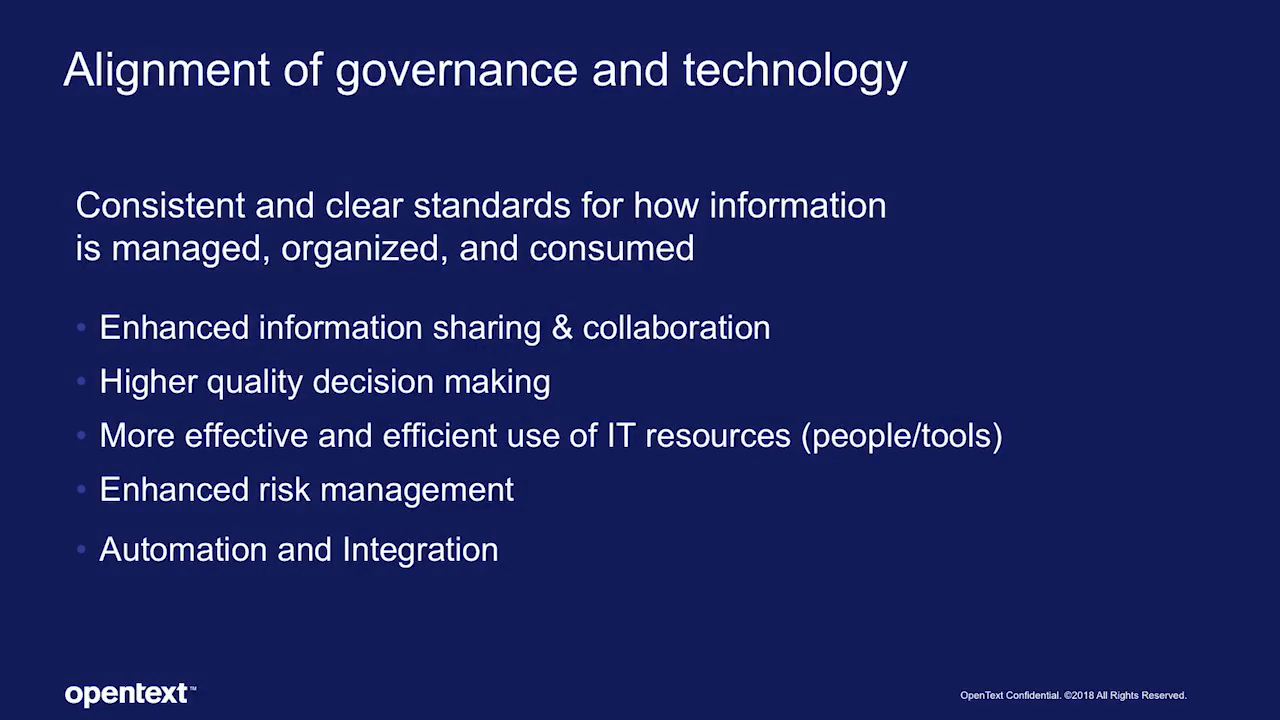 Alignment of governance and technology
Consistent and clear standards for how information
is managed, organized, and consumed
• Enhanced information sharing & collaboration
• Higher quality decision making
• More effective and efficient use of IT resources (people/tools)
• Enhanced risk management
• Automation and Integration
opentext™
OpenText Confidential. ©2018 All Rights Reserved.